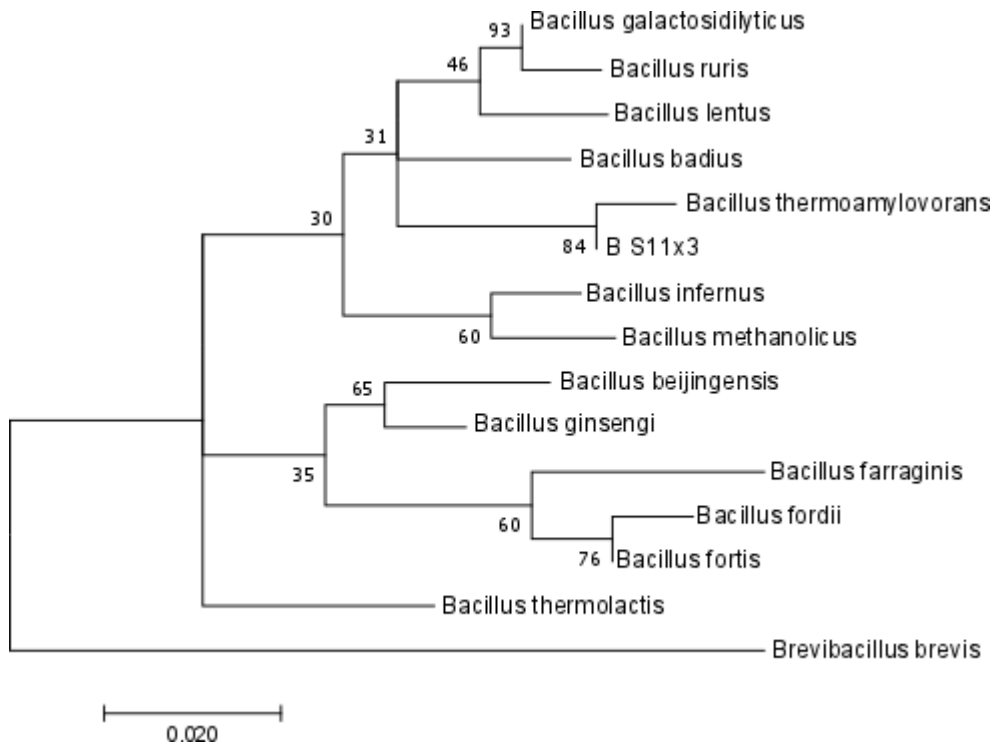 93
Bacillus galactosidilyticus
46
Bacillus ruris
Bacillus lentus
31
Bacillus badius
Bacillus thermoamylovorans
30
84
B S11x3
Bacillus infernus
60
Bacillus methanolicus
65
Bacillus beijingensis
Bacillus ginsengi
35
Bacillus farraginis
60
Bacillus fordii
76
Bacillus fortis
Bacillus thermolactis
Brevibacillus brevis
0.020